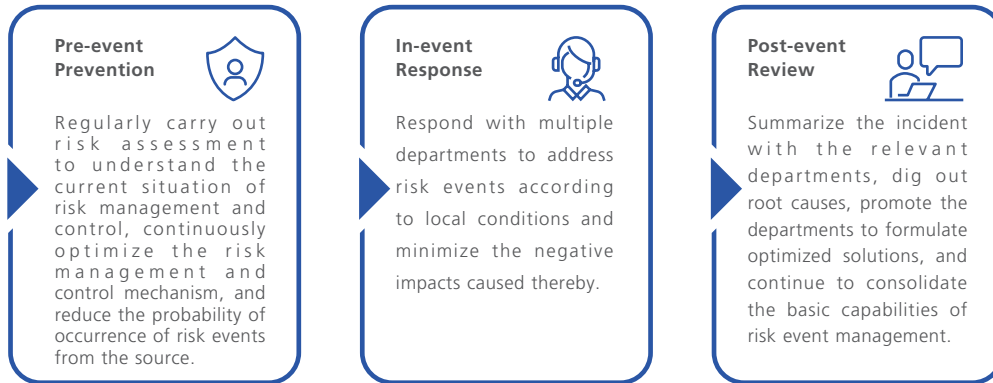 Pre-event
Prevention
Regularly carry out
risk assessment
to understand the
current situation of
risk management and
control, continuously
optimize the risk
management and
control mechanism, and
reduce the probability of
occurrence of risk events
from the source.
In-event
Response
Respond with multiple
departments to address
risk events according
to local conditions and
minimize the negative
impacts caused thereby.
Post-event
Review
Summarize the incident
with the relevant
departments, dig out
root causes, promote the
departments to formulate
optimized solutions, and
continue to consolidate
the basic capabilities of
risk event management.